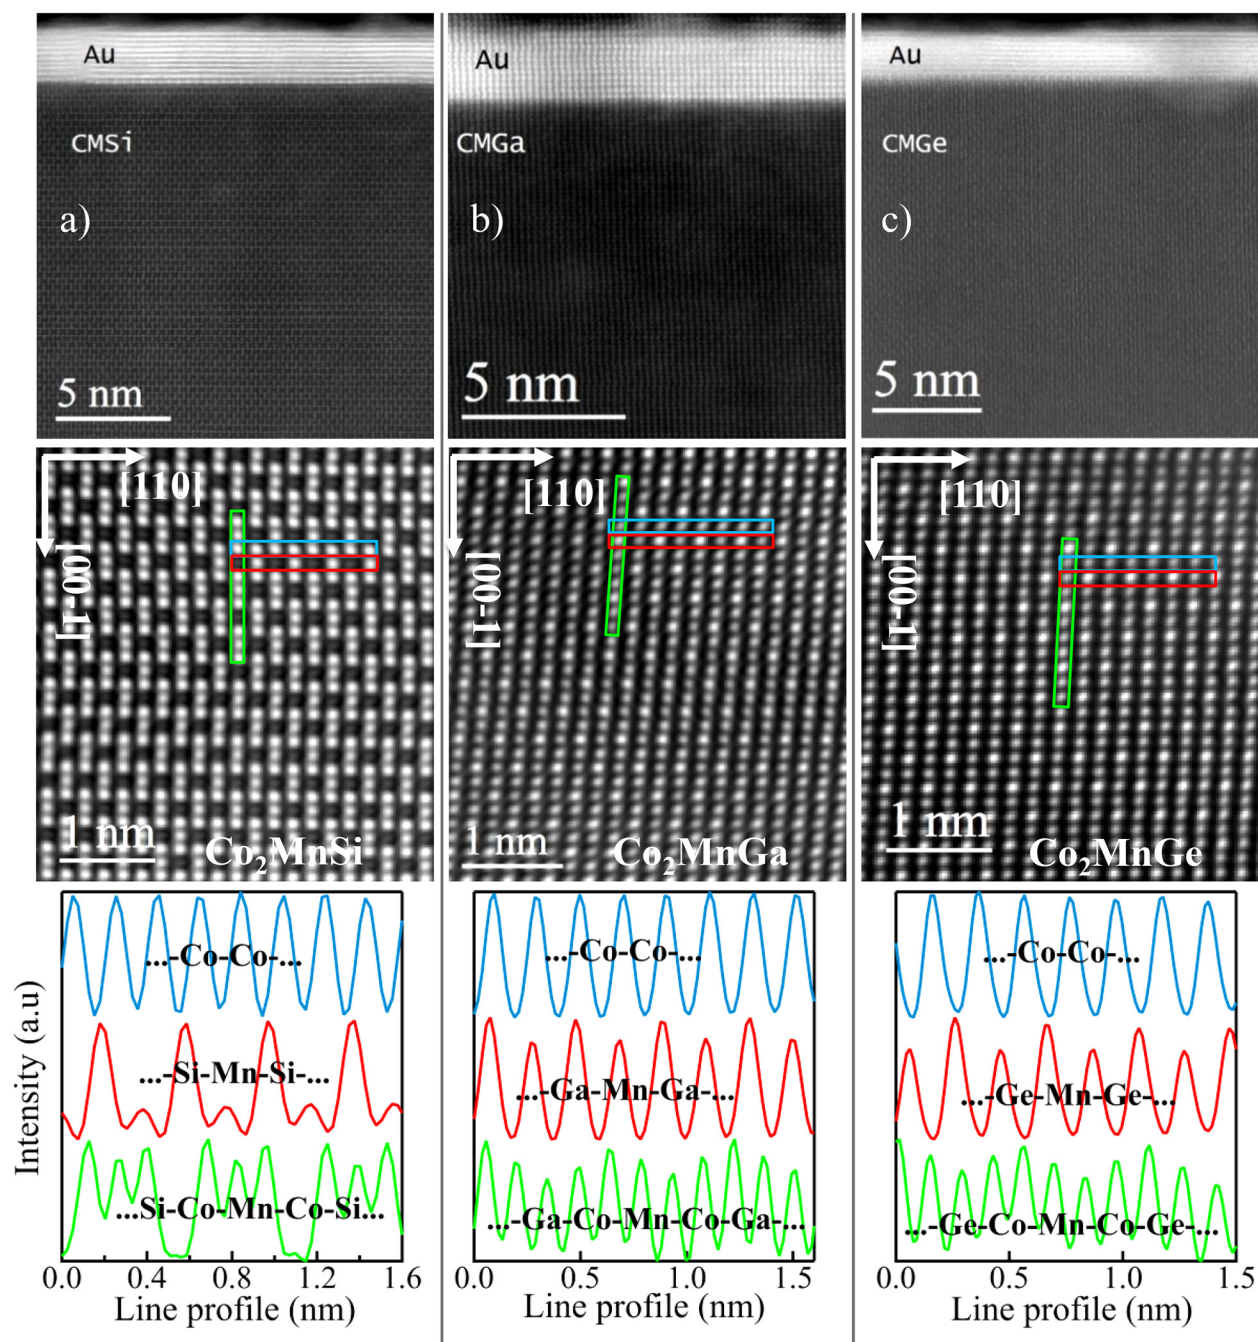 Au
CMSi
a)
5 nm
Au
CMGa
b)
5 nm
Au
CMGe
c)
5 nm
[110]
[00-1]
1 nm
Co₂MnSi
[110]
[00-1]
1 nm
Co₂MnGa
[110]
[00-1]
1 nm
Co₂MnGe
Intensity (a.u)
...-Co-Co-...
...-Si-Mn-Si-...
...Si-Co-Mn-Co-Si...
0.0 0.4 0.8 1.2 1.6
Line profile (nm)
...-Co-Co-...
...-Ga-Mn-Ga-...
...-Ga-Co-Mn-Co-Ga-...
0.0 0.5 1.0 1.5
Line profile (nm)
...-Co-Co-...
...-Ge-Mn-Ge-...
...-Ge-Co-Mn-Co-Ge-...
0.0 0.5 1.0 1.5
Line profile (nm)